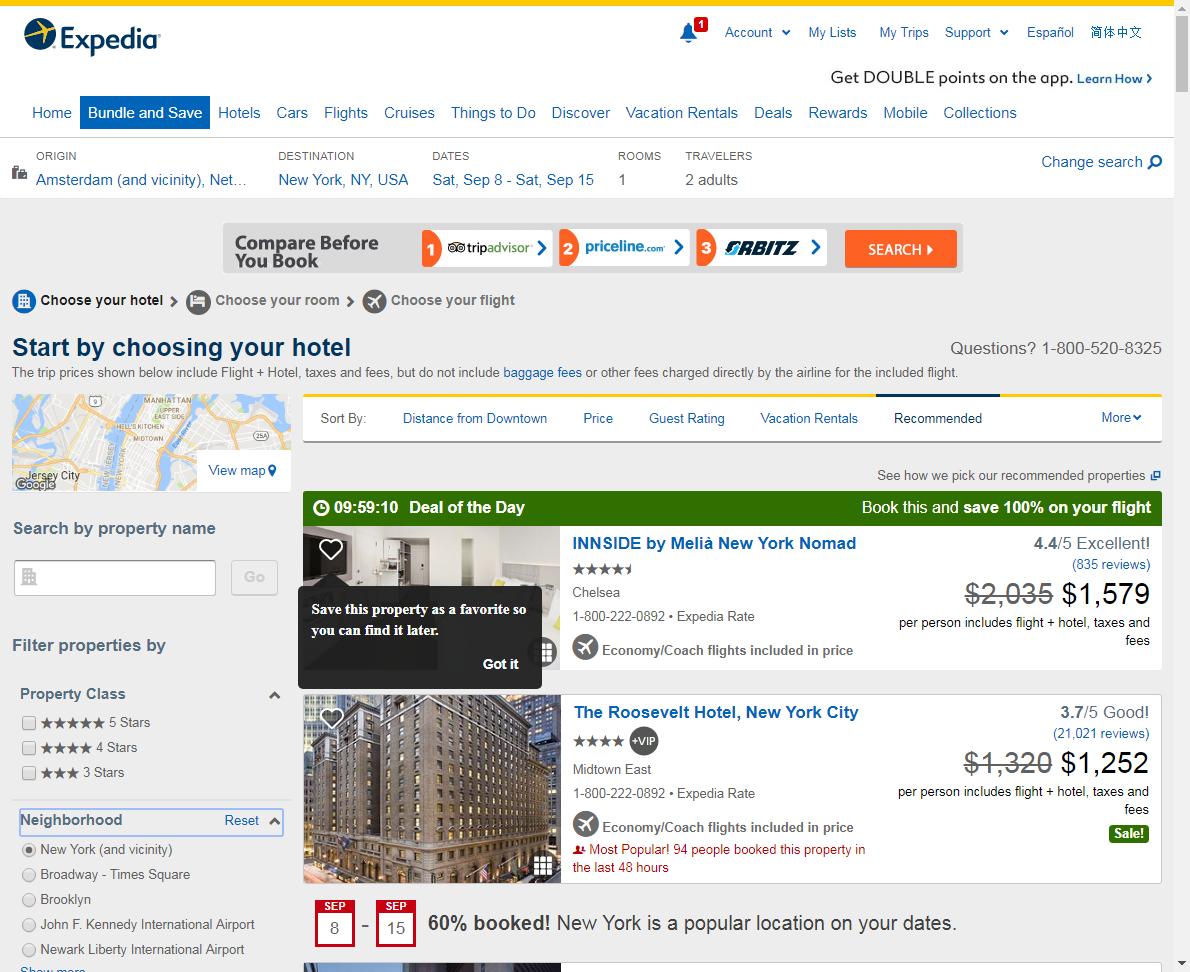 Expedia
1
Account
My Lists
My Trips
Support
Español
简体中文
Get DOUBLE points on the app. Learn How
Home
Bundle and Save
Hotels
Cars
Flights
Cruises
Things to Do
Discover
Vacation Rentals
Deals
Rewards
Mobile
Collections
ORIGIN
Amsterdam (and vicinity), Net...
DESTINATION
New York, NY, USA
DATES
Sat, Sep 8 - Sat, Sep 15
ROOMS
1
TRAVELERS
2 adults
Change search
Compare Before
You Book
1 tripadvisor
2 priceline.com
3 ORBITZ
SEARCH
Choose your hotel
Choose your room
Choose your flight
Start by choosing your hotel
Questions? 1-800-520-8325
The trip prices shown below include Flight + Hotel, taxes and fees, but do not include baggage fees or other fees charged directly by the airline for the included flight.
9
MANHATTAN
UPPER
EAST SIDE
HELL'S KITCHEN
MIDTOWN
East River
25A
NEW JERSEY
NEW YORK
Jersey City
Google
View map
Sort By:
Distance from Downtown
Price
Guest Rating
Vacation Rentals
Recommended
More
See how we pick our recommended properties
Search by property name
Go
Filter properties by
Property Class
5 Stars
4 Stars
3 Stars
Neighborhood
Reset
New York (and vicinity)
Broadway - Times Square
Brooklyn
John F. Kennedy International Airport
Newark Liberty International Airport
Show more
09:59:10 Deal of the Day
Book this and save 100% on your flight
INNSIDE by Melià New York Nomad
Chelsea
1-800-222-0892 • Expedia Rate
Economy/Coach flights included in price
4.4/5 Excellent!
(835 reviews)
$2,035 $1,579
per person includes flight + hotel, taxes and
fees
Save this property as a favorite so
you can find it later.
Got it
The Roosevelt Hotel, New York City
+VIP
Midtown East
1-800-222-0892 • Expedia Rate
Economy/Coach flights included in price
Most Popular! 94 people booked this property in
the last 48 hours
3.7/5 Good!
(21,021 reviews)
$1,320 $1,252
per person includes flight + hotel, taxes and
fees
Sale!
SEP
8
-
SEP
15
60% booked! New York is a popular location on your dates.